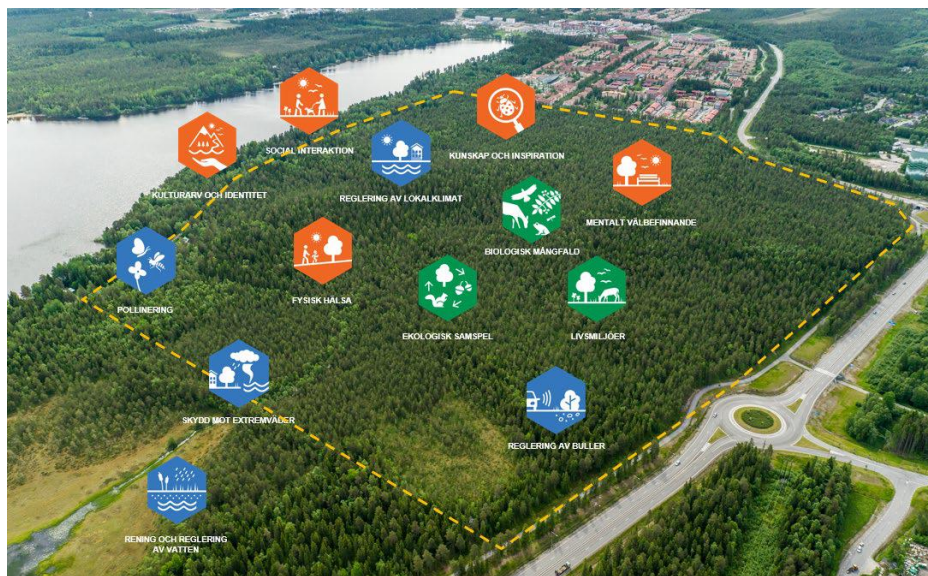 SOCIAL INTERAKTION
KUNSKAP OCH INSPIRATION
KULTURARV OCH IDENTITET
REGLERING AV LOKALKLIMAT
MENTALT VÄLBEFINNANDE
BIOLOGISK MÅNGFALD
FYSISK HÄLSA
POLLINERING
EKOLOGISK SAMSPEL
LIVSMILJÖER
SKYDD MOT EXTREMVÄDER
REGLERING AV BULLER
RENING OCH REGLERING
AV VATTEN